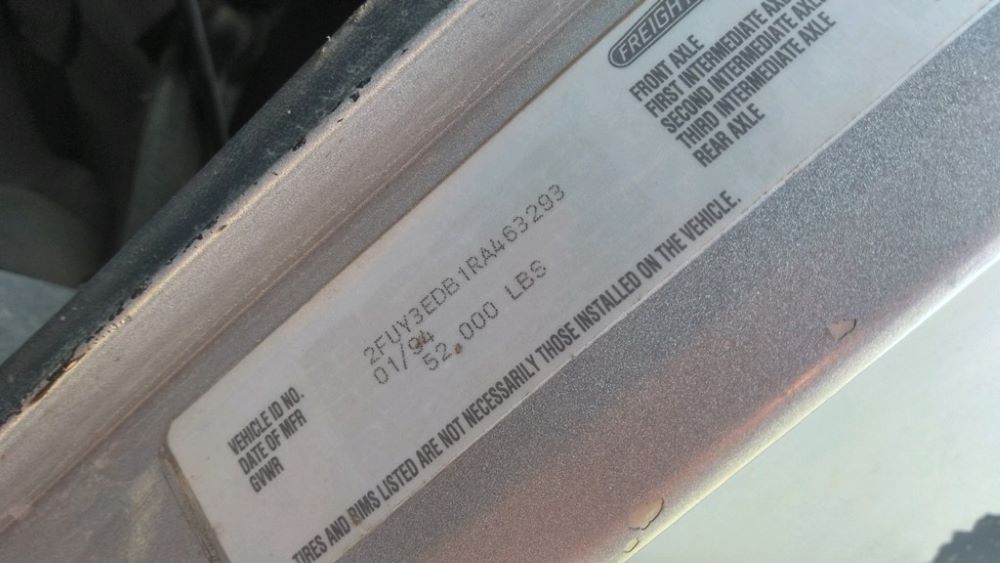 FREIGHT
FRONT AXLE
FIRST INTERMEDIATE AXLE
SECOND INTERMEDIATE AXLE
THIRD INTERMEDIATE AXLE
REAR AXLE
VEHICLE ID NO. 2FUY3EDB1RA463293
DATE OF MFR 01/94
GVWR 52,000 LBS
TIRES AND RIMS LISTED ARE NOT NECESSARILY THOSE INSTALLED ON THE VEHICLE.